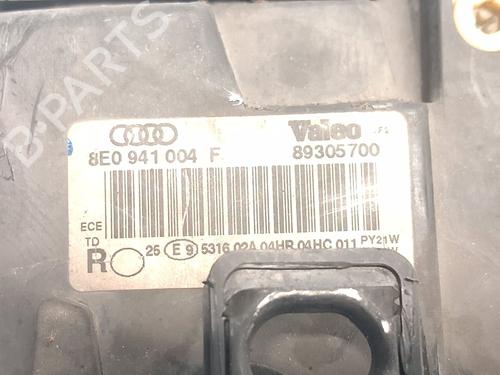 B-PARTS
Valeo
8E0 941 004 F 89305700
ECE
TD
R 25 E9 5316 02A 04HR 04HC 011 PY21W